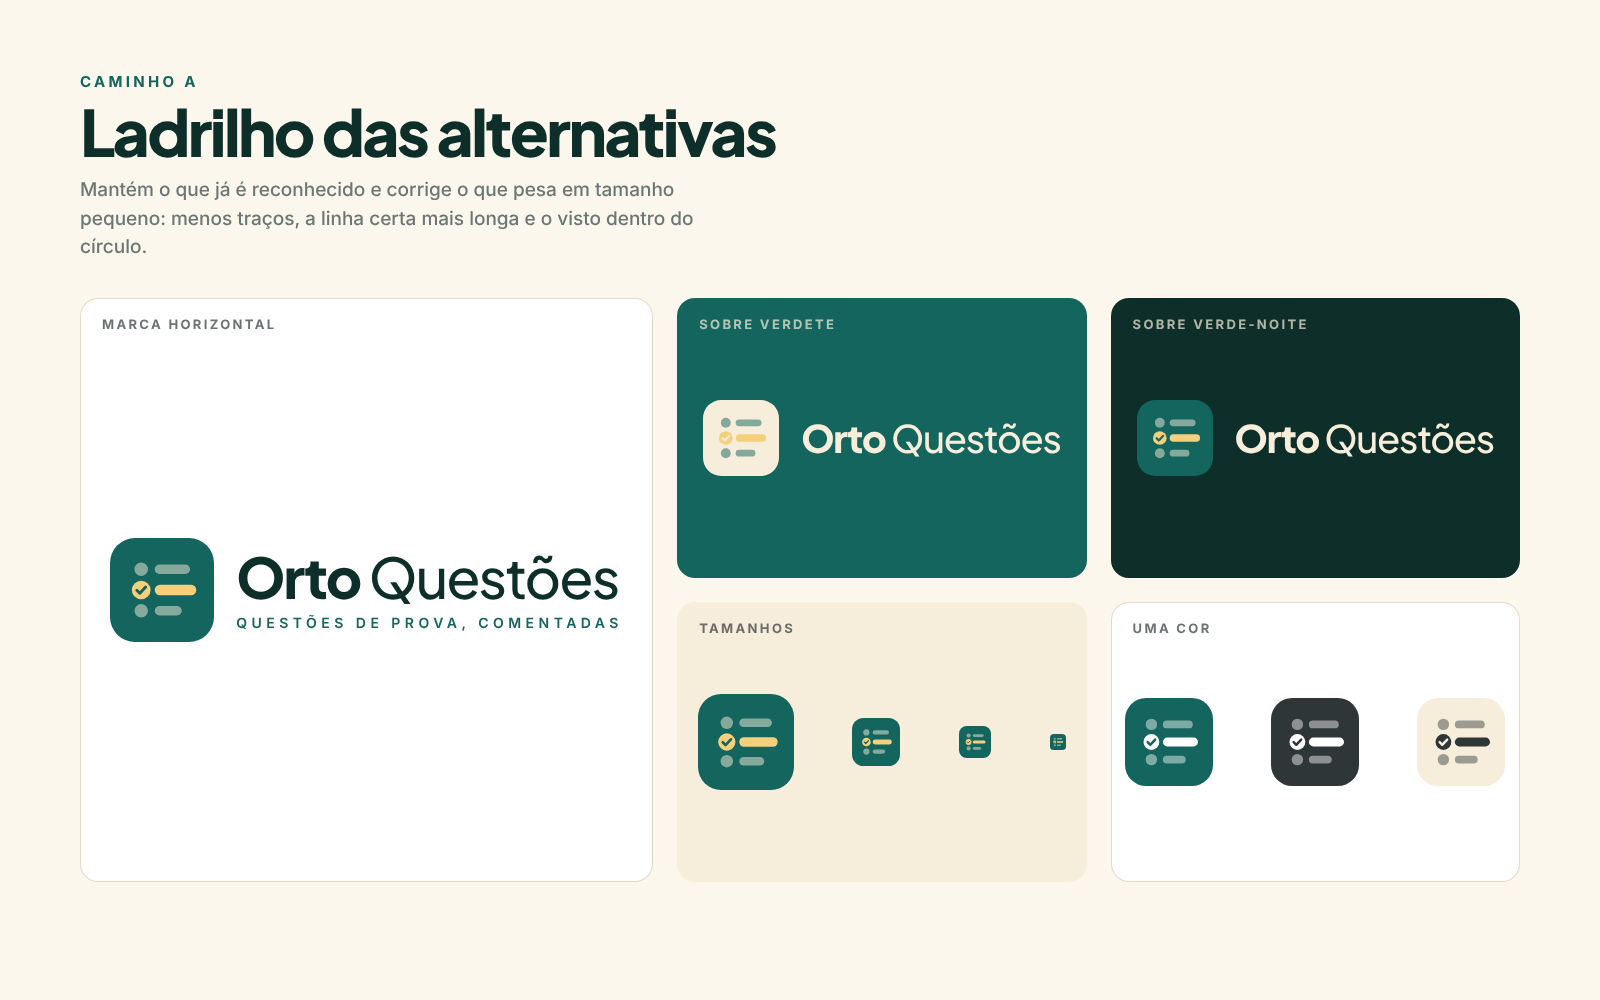 CAMINHO A
Ladrilho das alternativas
Mantém o que já é reconhecido e corrige o que pesa em tamanho
pequeno: menos traços, a linha certa mais longa e o visto dentro do
círculo.
MARCA HORIZONTAL
Orto Questões
QUESTÕES DE PROVA, COMENTADAS
SOBRE VERDETE
Orto Questões
SOBRE VERDE-NOITE
Orto Questões
TAMANHOS
UMA COR